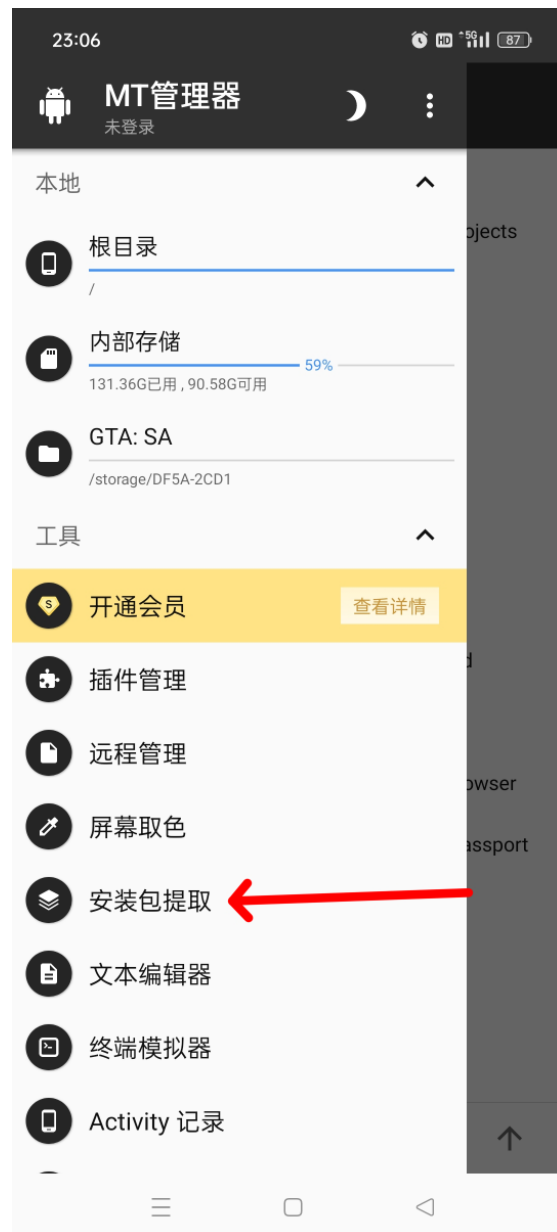 23:06
HD 5G 87
MT管理器
未登录
本地
ojects
根目录
/
内部存储
59%
131.36G已用 , 90.58G可用
GTA: SA
/storage/DF5A-2CD1
工具
S
开通会员
查看详情
插件管理
远程管理
owser
屏幕取色
assport
安装包提取
文本编辑器
终端模拟器
Activity 记录